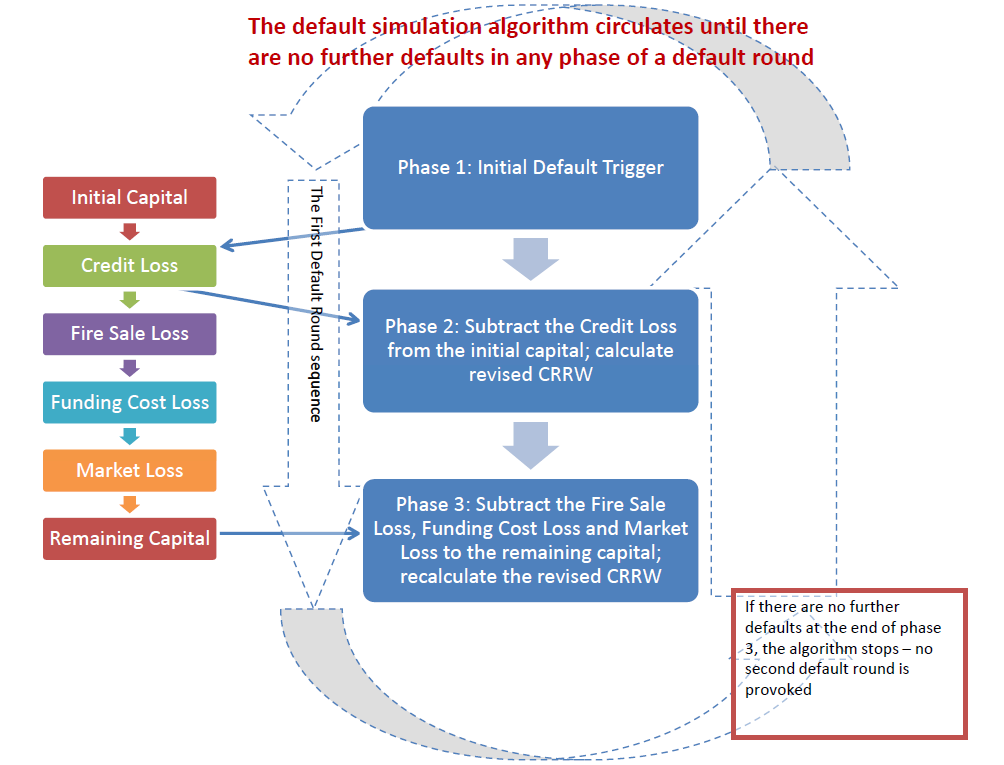 The default simulation algorithm circulates until there
are no further defaults in any phase of a default round
Phase 1: Initial Default Trigger
Initial Capital
Credit Loss
Fire Sale Loss
Funding Cost Loss
Market Loss
Remaining Capital
The First Default Round sequence
Phase 2: Subtract the Credit Loss
from the initial capital; calculate
revised CRRW
Phase 3: Subtract the Fire Sale
Loss, Funding Cost Loss and Market
Loss to the remaining capital;
recalculate the revised CRRW
If there are no further
defaults at the end of phase
3, the algorithm stops – no
second default round is
provoked